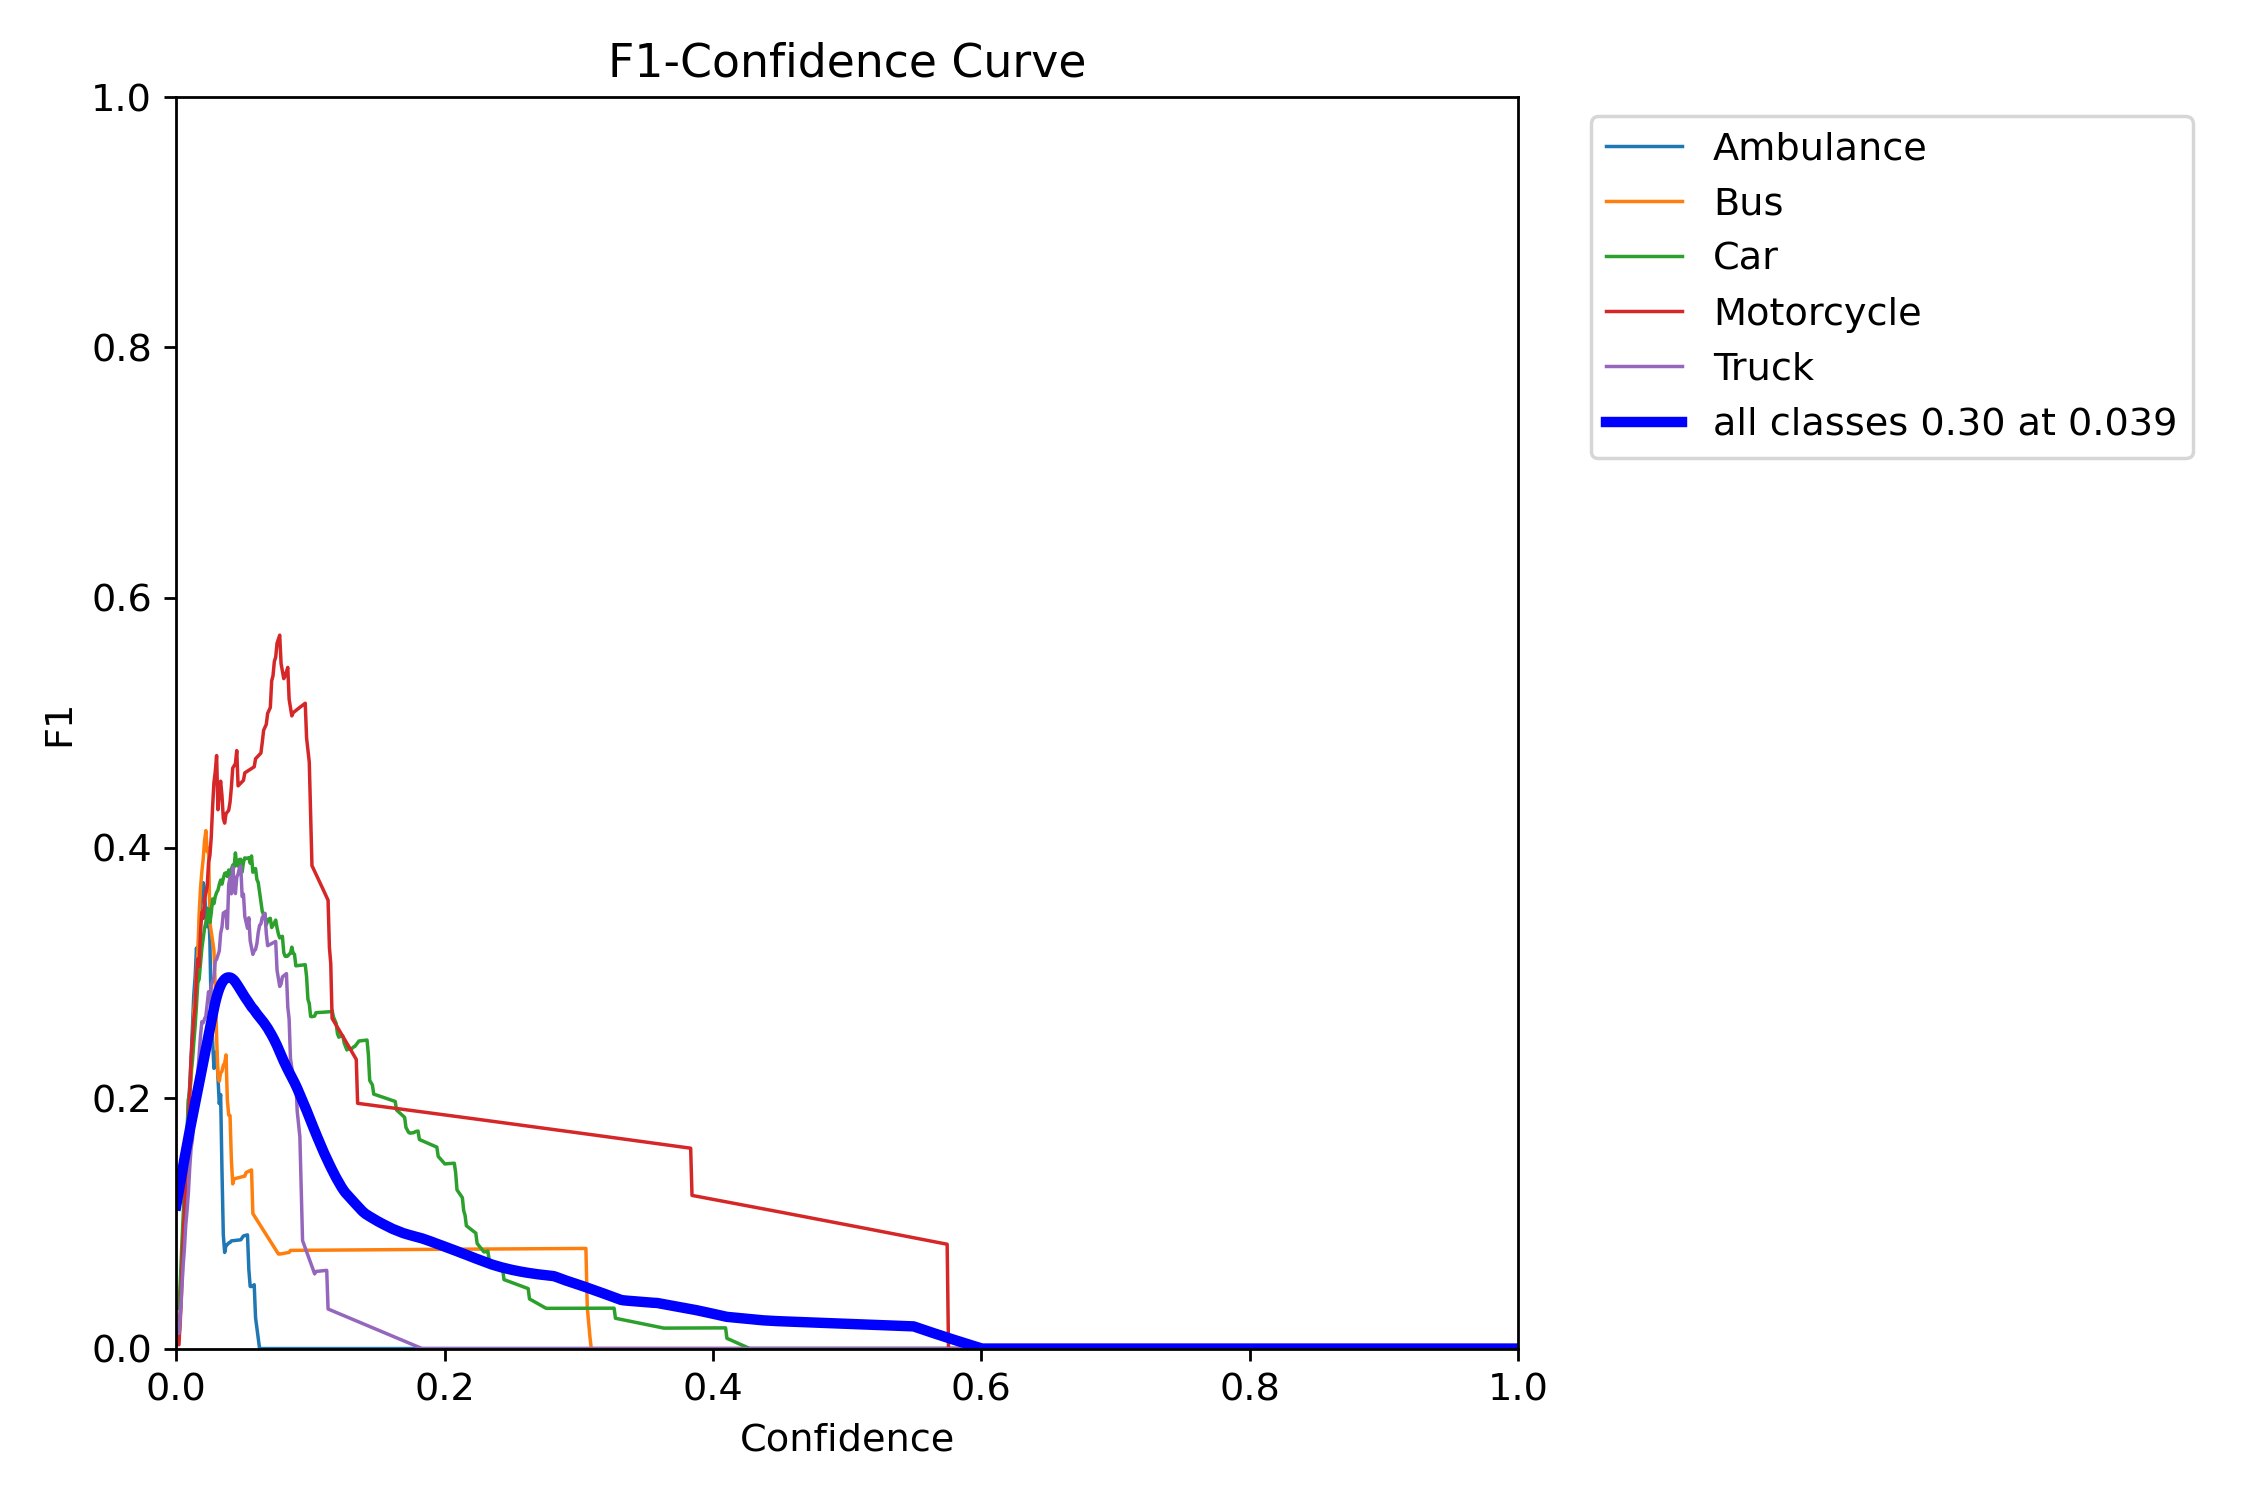 F1-Confidence Curve
1.0
0.8
0.6
0.4
0.2
0.0
F1
0.0 0.2 0.4 0.6 0.8 1.0
Confidence
Ambulance
Bus
Car
Motorcycle
Truck
all classes 0.30 at 0.039